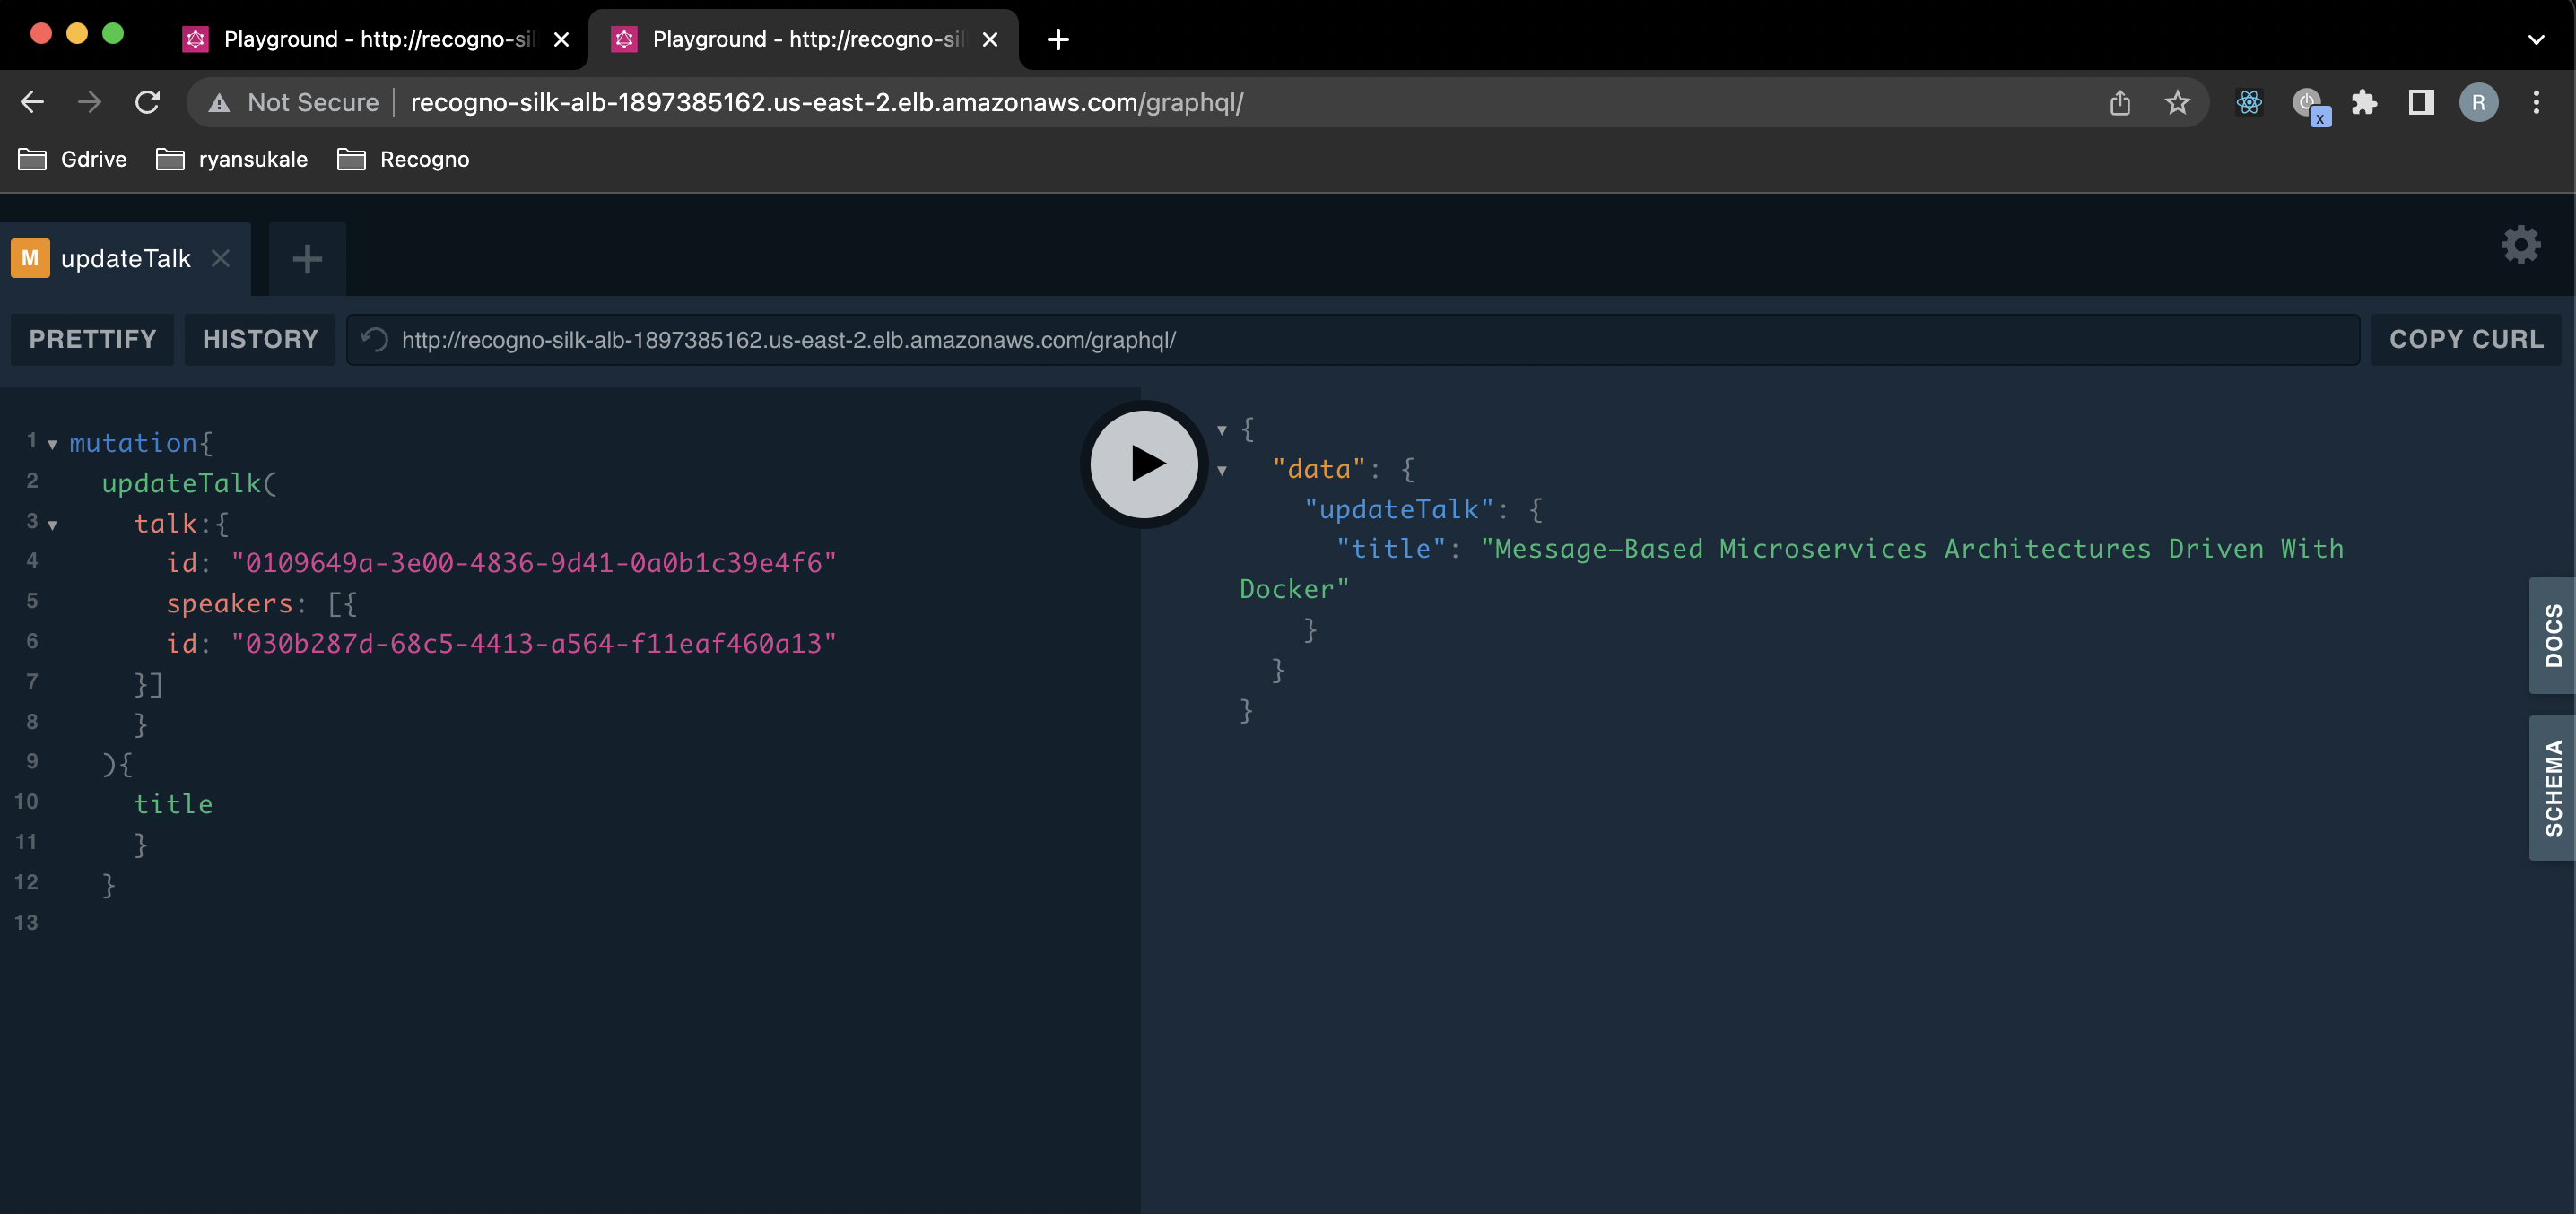 Playground - http://recogno-sil
Playground - http://recogno-sil
Not Secure recogno-silk-alb-1897385162.us-east-2.elb.amazonaws.com/graphql/
x
R
Gdrive ryansukale Recogno
M updateTalk
PRETTIFY HISTORY http://recogno-silk-alb-1897385162.us-east-2.elb.amazonaws.com/graphql/ COPY CURL
1 mutation{
2 updateTalk(
3 talk:{
4 id: "0109649a-3e00-4836-9d41-0a0b1c39e4f6"
5 speakers: [{
6 id: "030b287d-68c5-4413-a564-f11eaf460a13"
7 }]
8 }
9 ){
10 title
11 }
12 }
13
{
"data": {
"updateTalk": {
"title": "Message-Based Microservices Architectures Driven With
Docker"
}
}
}
DOCS
SCHEMA